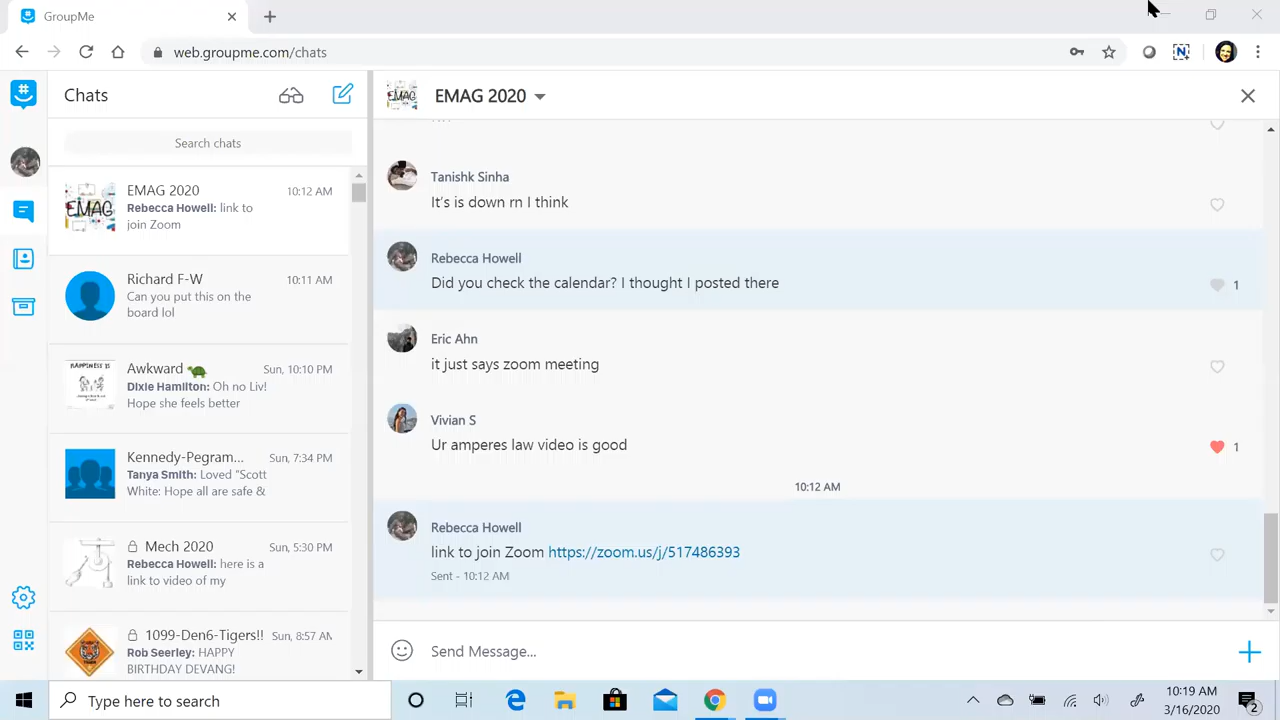 GroupMe
web.groupme.com/chats
Chats
Search chats
EMAG 2020
10:12 AM
Rebecca Howell: link to
join Zoom
Richard F-W
10:11 AM
Can you put this on the
board lol
Awkward 🐢
Sun, 10:10 PM
Dixie Hamilton: Oh no Liv!
Hope she feels better
Kennedy-Pegram...
Sun, 7:34 PM
Tanya Smith: Loved "Scott
White: Hope all are safe &
Mech 2020
Sun, 5:30 PM
Rebecca Howell: here is a
link to video of my
1099-Den6-Tigers!!
Sun, 8:57 AM
Rob Seerley: HAPPY
BIRTHDAY DEVANG!
EMAG
EMAG 2020
Tanishk Sinha
It's is down rn I think
Rebecca Howell
Did you check the calendar? I thought I posted there
1
Eric Ahn
it just says zoom meeting
Vivian S
Ur amperes law video is good
1
10:12 AM
Rebecca Howell
link to join Zoom https://zoom.us/j/517486393
Sent - 10:12 AM
Send Message...
Type here to search
10:19 AM
3/16/2020
2